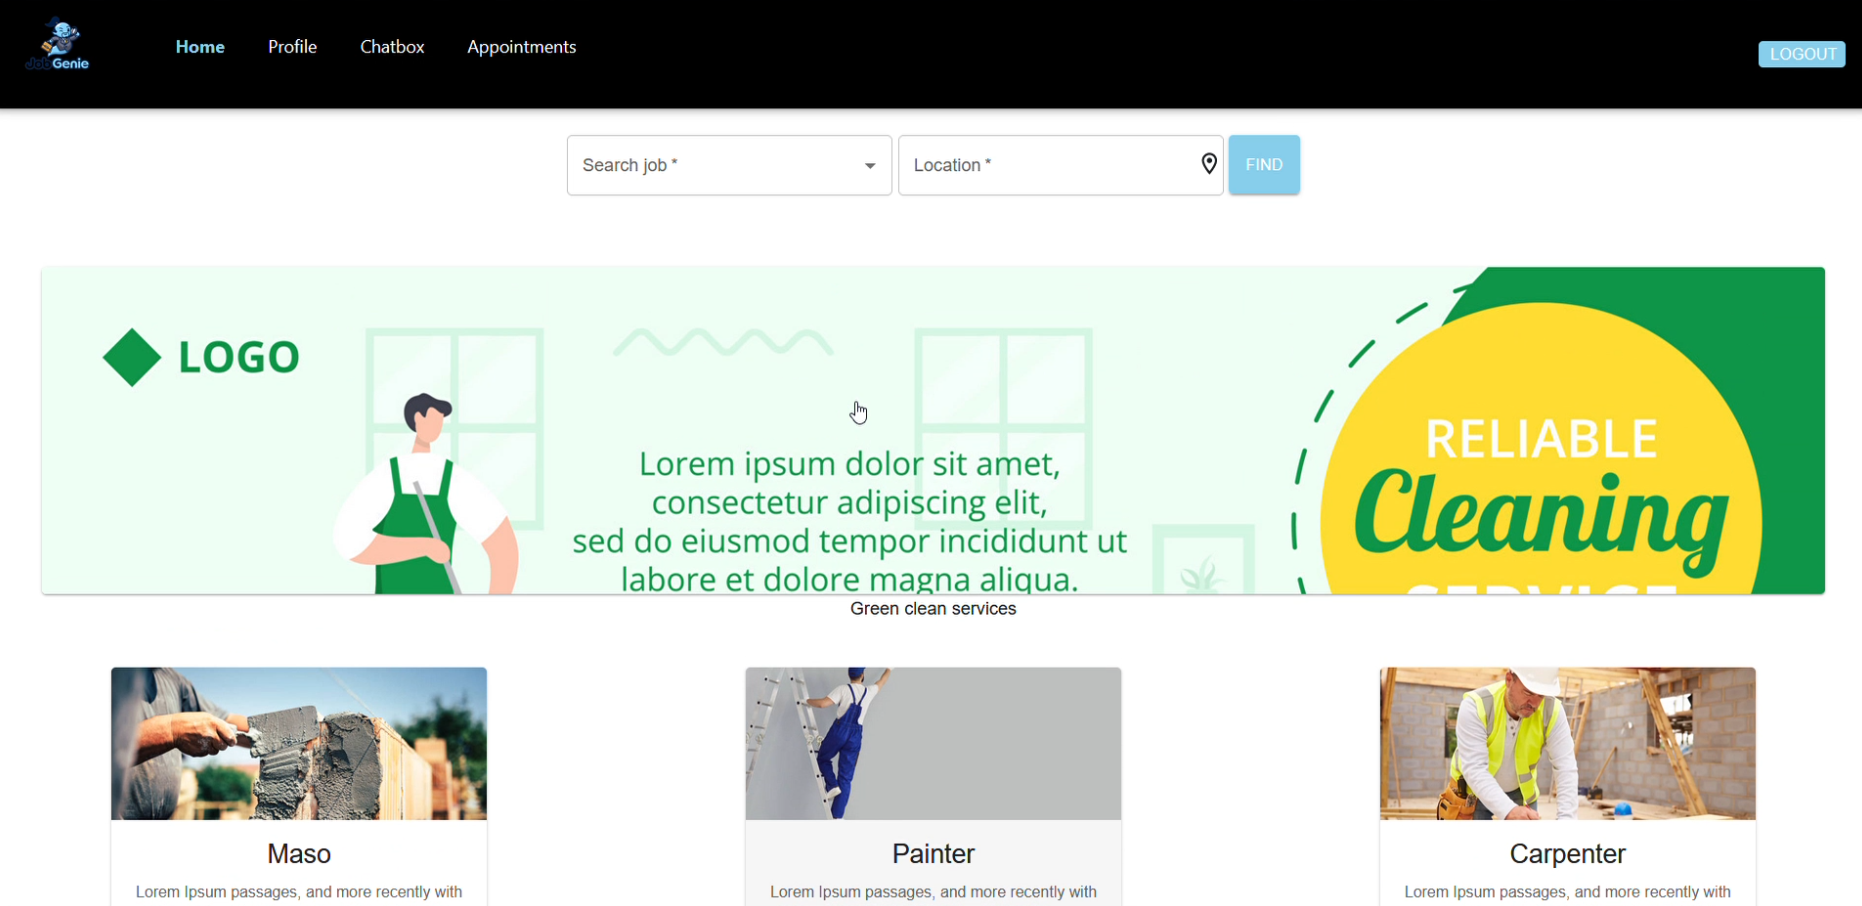 JobGenie
Home Profile Chatbox Appointments
LOGOUT
Search job *
Location *
FIND
LOGO
Lorem ipsum dolor sit amet,
consectetur adipiscing elit,
sed do eiusmod tempor incididunt ut
labore et dolore magna aliqua.
RELIABLE
Cleaning
SERVICE
Green clean services
Maso
Lorem Ipsum passages, and more recently with
Painter
Lorem Ipsum passages, and more recently with
Carpenter
Lorem Ipsum passages, and more recently with